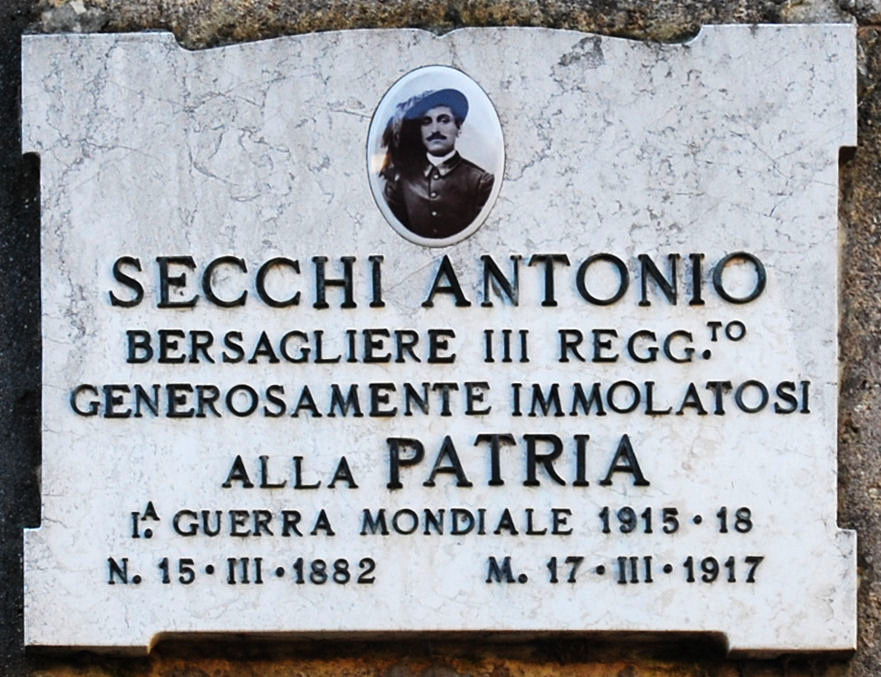 SECCHI ANTONIO
BERSAGLIERE III REGG.TO
GENEROSAMENTE IMMOLATOSI
ALLA PATRIA
I.A GUERRA MONDIALE 1915 • 18
N. 15 • III • 1882 M. 17 • III • 1917